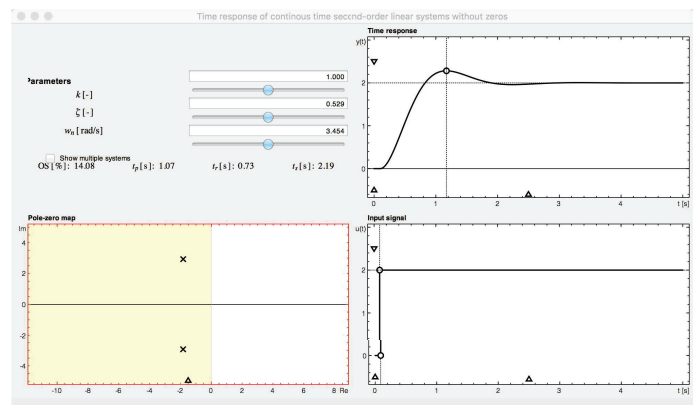 Time response of continous time second-order linear systems without zeros
Parameters
k [-]
1.000
ζ [-]
0.529
wn [rad/s]
3.454
Show multiple systems
OS [%]: 14.08 tp [s]: 1.07 tr [s]: 0.73 ts [s]: 2.19
Time response
y(t)
2
1
0
0 1 2 3 4 t [s]
Pole-zero map
Im
4
2
0
-2
-4
-10 -8 -6 -4 -2 0 2 4 6 8 Re
Input signal
u(t)
2
1
0
0 1 2 3 4 t [s]